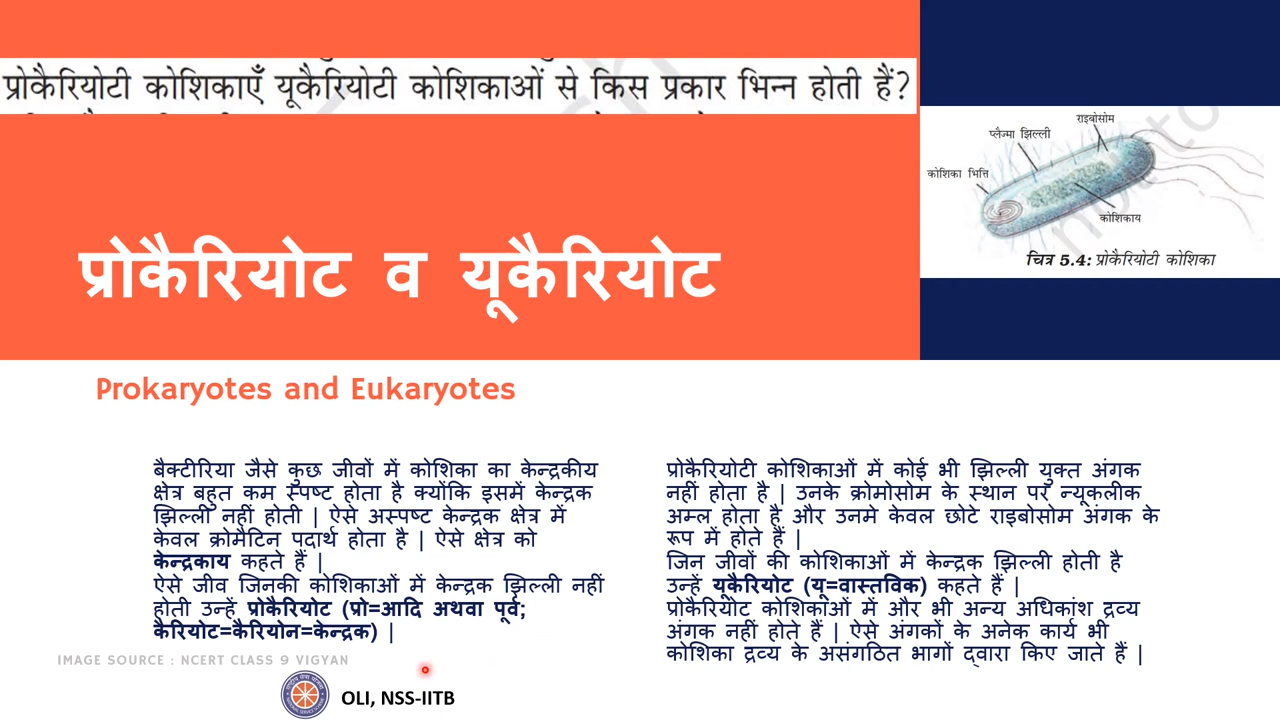 प्रोकैरियोटी कोशिकाएँ यूकैरियोटी कोशिकाओं से किस प्रकार भिन्न होती हैं?
राइबोसोम
प्लैज्मा झिल्ली
कोशिका भित्ति
कोशिकाय
चित्र 5.4: प्रोकैरियोटी कोशिका
प्रोकैरियोट व यूकैरियोट
Prokaryotes and Eukaryotes
बैक्टीरिया जैसे कुछ जीवों में कोशिका का केन्द्रकीय
क्षेत्र बहुत कम स्पष्ट होता है क्योंकि इसमें केन्द्रक
झिल्ली नहीं होती | ऐसे अस्पष्ट केन्द्रक क्षेत्र में
केवल क्रोमैटिन पदार्थ होता है | ऐसे क्षेत्र को
केन्द्रकाय कहते हैं |
ऐसे जीव जिनकी कोशिकाओं में केन्द्रक झिल्ली नहीं
होती उन्हें प्रोकैरियोट (प्रो=आदि अथवा पूर्व;
कैरियोट=कैरियोन=केन्द्रक) |
प्रोकैरियोटी कोशिकाओं में कोई भी झिल्ली युक्त अंगक
नहीं होता है | उनके क्रोमोसोम के स्थान पर न्यूकलीक
अम्ल होता है और उनमे केवल छोटे राइबोसोम अंगक के
रूप में होते हैं |
जिन जीवों की कोशिकाओं में केन्द्रक झिल्ली होती है
उन्हें यूकैरियोट (यू=वास्तविक) कहते हैं |
प्रोकैरियोट कोशिकाओं में और भी अन्य अधिकांश द्रव्य
अंगक नहीं होते हैं | ऐसे अंगकों के अनेक कार्य भी
कोशिका द्रव्य के असंगठित भागों द्वारा किए जाते हैं |
IMAGE SOURCE : NCERT CLASS 9 VIGYAN
OLI, NSS-IITB